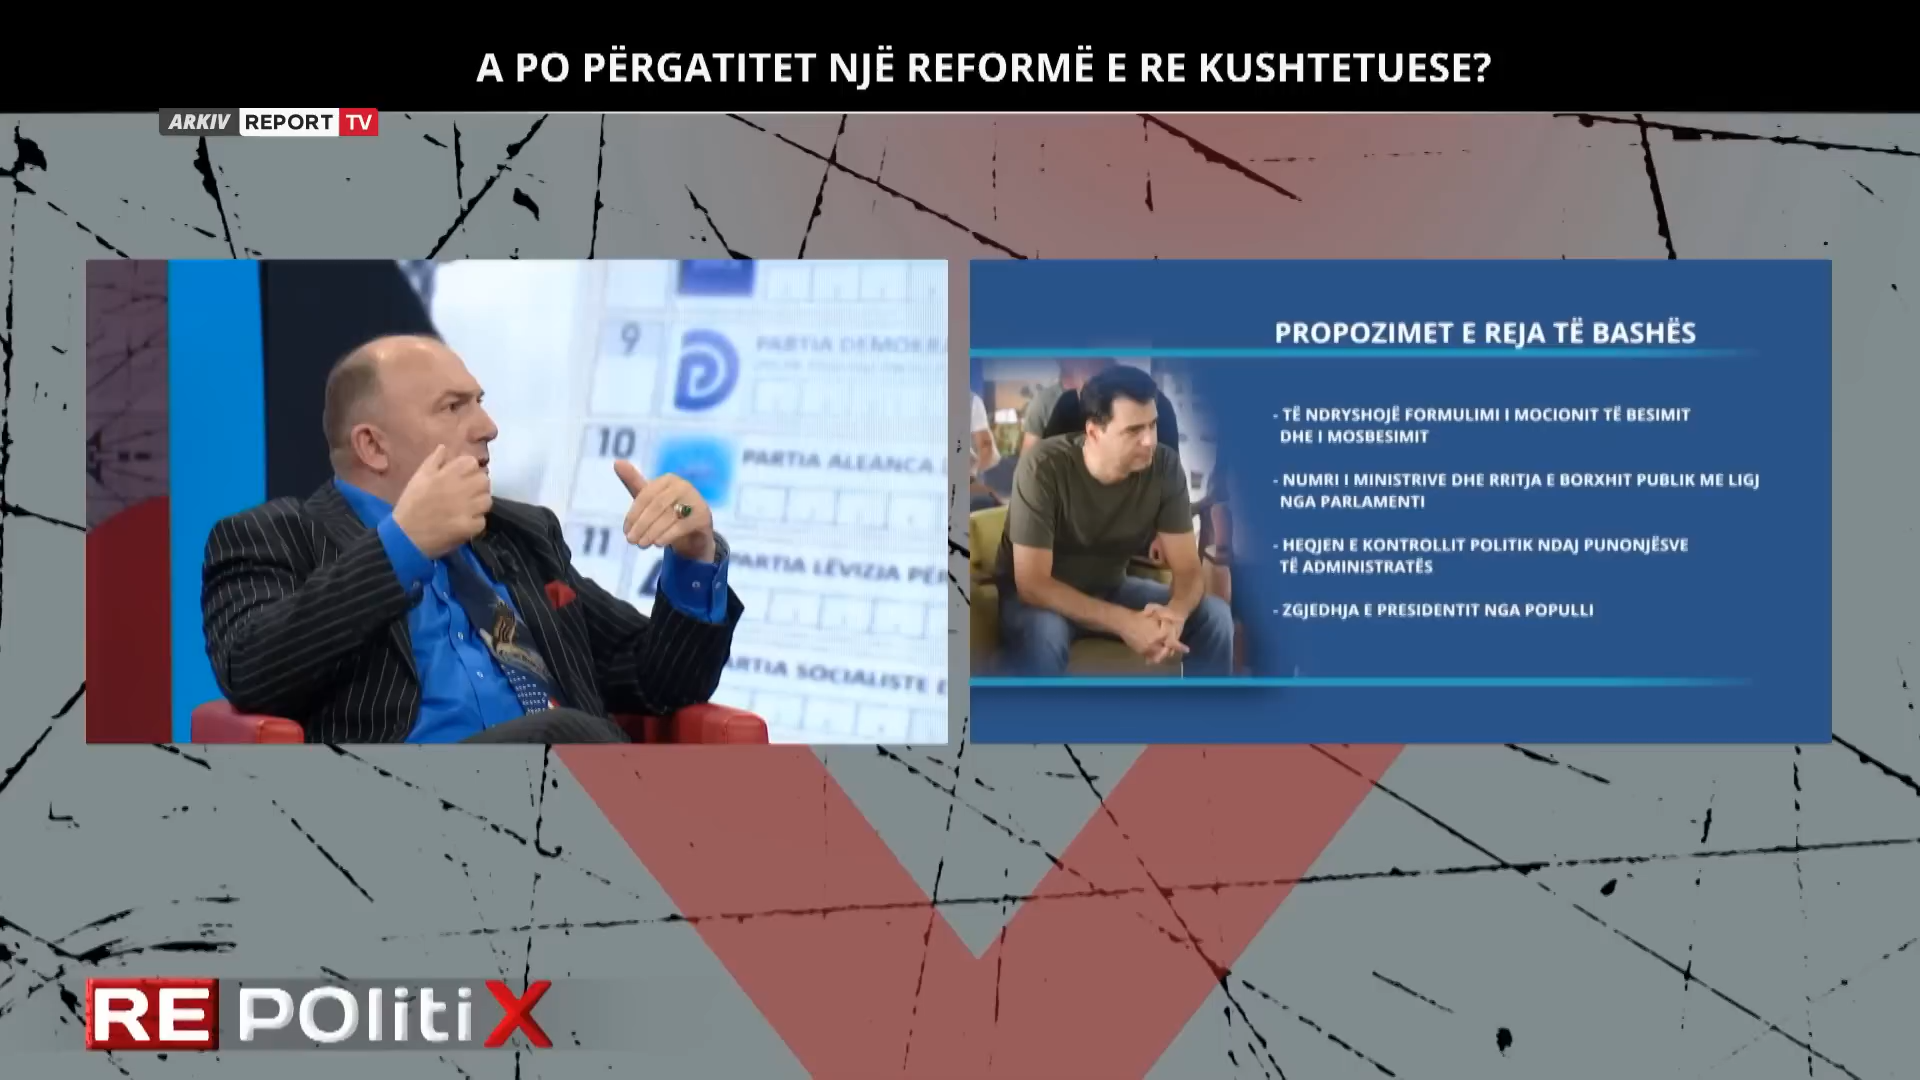 A PO PËRGATITET NJË REFORMË E RE KUSHTETUESE?
ARKIV REPORT TV
9
PARTIA
10
PARTIA ALEANCA
11
PARTIA LËVIZJA PËR
ARTIA SOCIALISTE
PROPOZIMET E REJA TË BASHËS
- TË NDRYSHOJË FORMULIMI I MOCIONIT TË BESIMIT
DHE I MOSBESIMIT
- NUMRI I MINISTRIVE DHE RRITJA E BORXHIT PUBLIK ME LIGJ
NGA PARLAMENTI
- HEQJEN E KONTROLLIT POLITIK NDAJ PUNONJËSVE
TË ADMINISTRATËS
- ZGJEDHJA E PRESIDENTIT NGA POPULLI
RE POlitiX